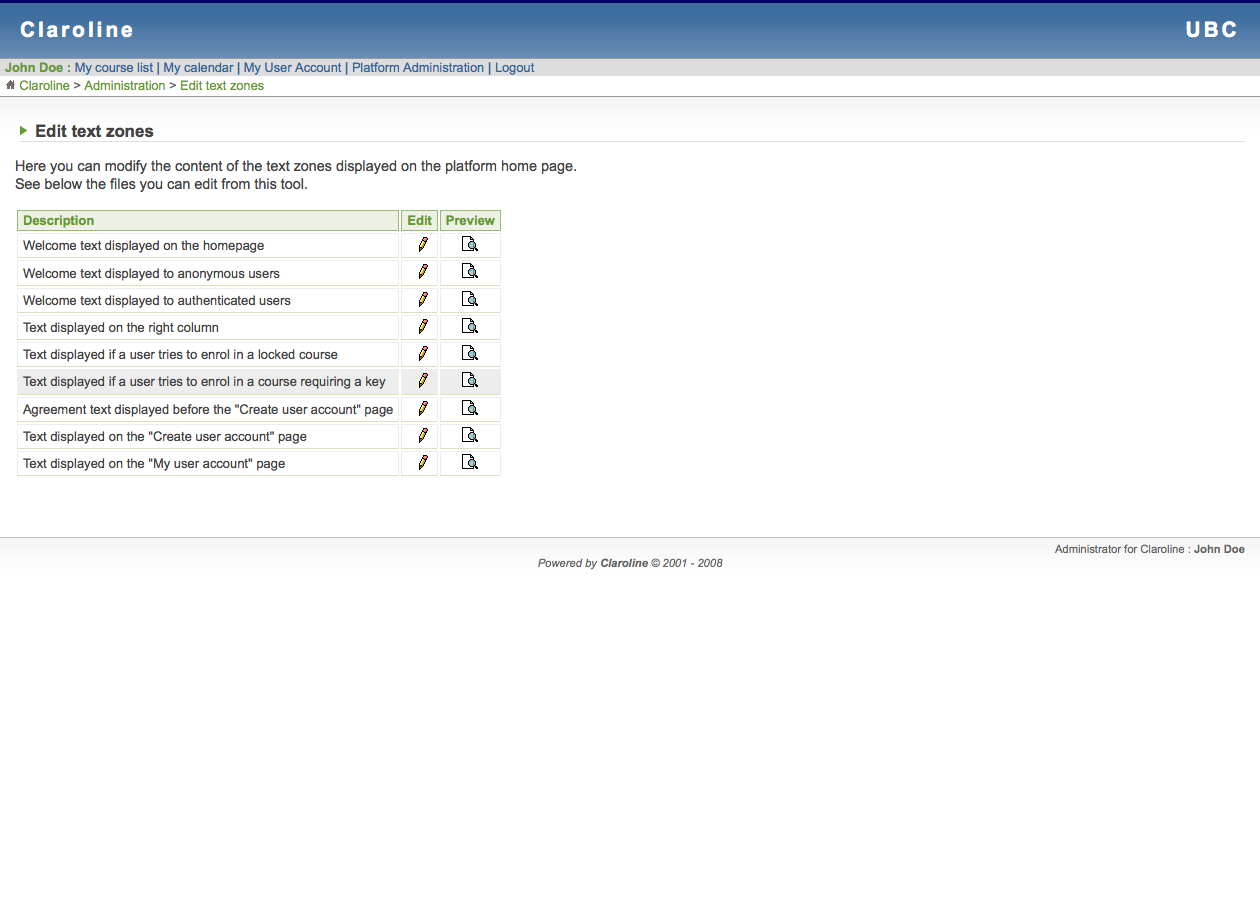 Claroline
UBC
John Doe : My course list | My calendar | My User Account | Platform Administration | Logout
Claroline > Administration > Edit text zones
Edit text zones
Here you can modify the content of the text zones displayed on the platform home page.
See below the files you can edit from this tool.
Description Edit Preview
Welcome text displayed on the homepage
Welcome text displayed to anonymous users
Welcome text displayed to authenticated users
Text displayed on the right column
Text displayed if a user tries to enrol in a locked course
Text displayed if a user tries to enrol in a course requiring a key
Agreement text displayed before the "Create user account" page
Text displayed on the "Create user account" page
Text displayed on the "My user account" page
Administrator for Claroline : John Doe
Powered by Claroline © 2001 - 2008